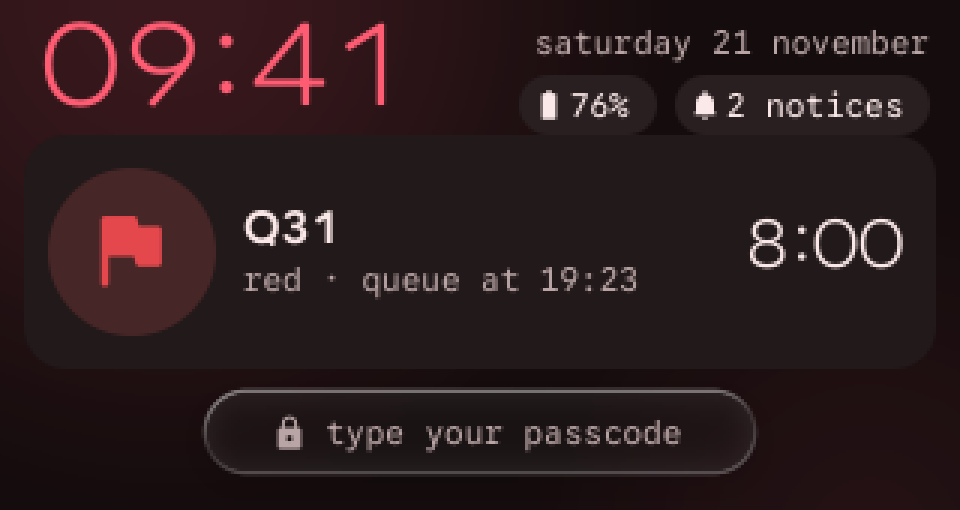 09:41
saturday 21 november
76%
2 notices
Q31
red · queue at 19:23
8:00
type your passcode